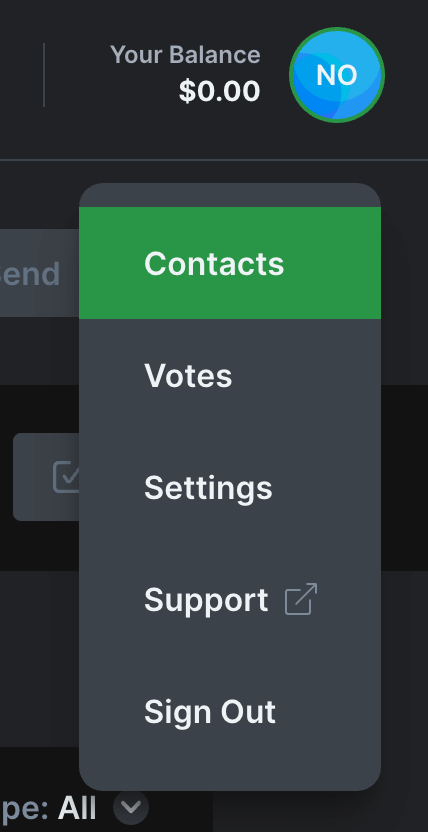 Your Balance
$0.00
NO
Contacts
end
Votes
Settings
Support
Sign Out
pe: All